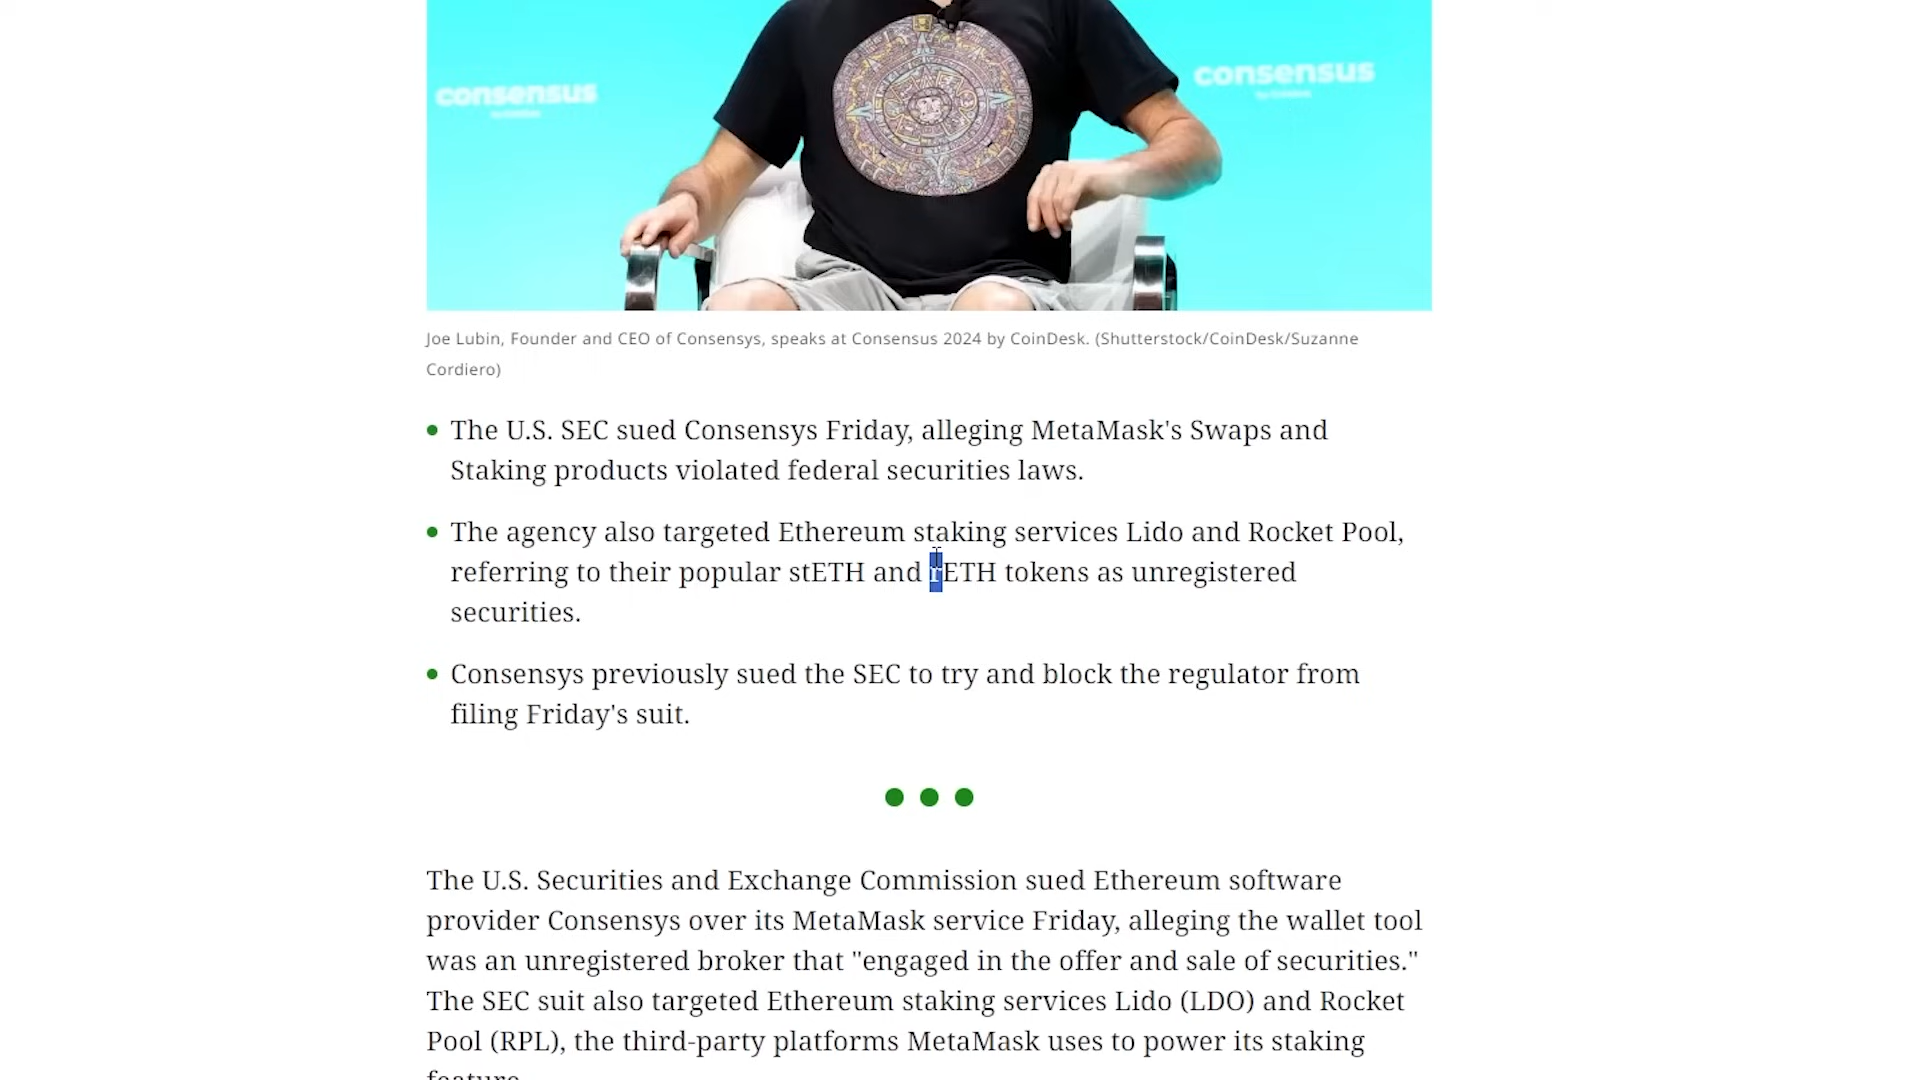 consensus
consensus
Joe Lubin, Founder and CEO of Consensys, speaks at Consensus 2024 by CoinDesk. (Shutterstock/CoinDesk/Suzanne
Cordiero)
The U.S. SEC sued Consensys Friday, alleging MetaMask's Swaps and
Staking products violated federal securities laws.
The agency also targeted Ethereum staking services Lido and Rocket Pool,
referring to their popular stETH and rETH tokens as unregistered
securities.
Consensys previously sued the SEC to try and block the regulator from
filing Friday's suit.
The U.S. Securities and Exchange Commission sued Ethereum software
provider Consensys over its MetaMask service Friday, alleging the wallet tool
was an unregistered broker that "engaged in the offer and sale of securities."
The SEC suit also targeted Ethereum staking services Lido (LDO) and Rocket
Pool (RPL), the third-party platforms MetaMask uses to power its staking